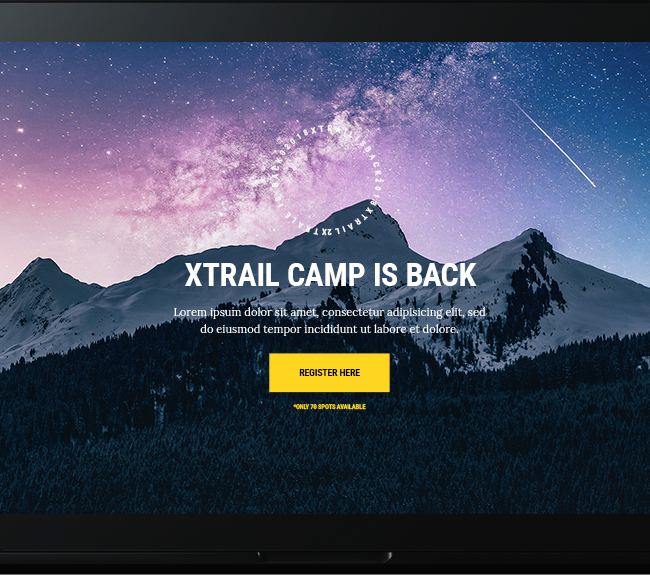 XTRAIL CAMP IS BACK
Lorem ipsum dolor sit amet, consectetur adipisicing elit, sed
do eiusmod tempor incididunt ut labore et dolore.
REGISTER HERE
*ONLY 70 SPOTS AVAILABLE